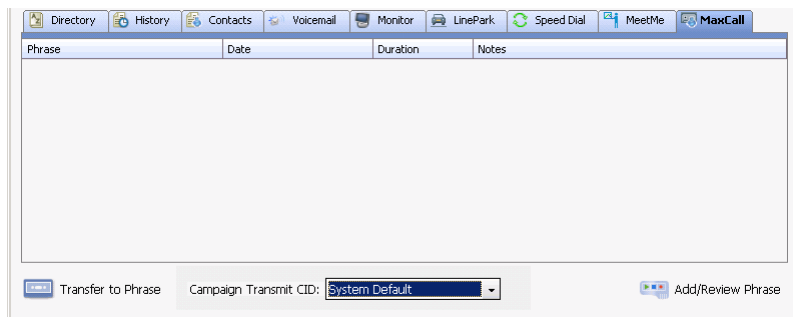 Directory History Contacts Voicemail Monitor LinePark Speed Dial MeetMe MaxCall
Phrase Date Duration Notes
Transfer to Phrase Campaign Transmit CID: System Default Add/Review Phrase